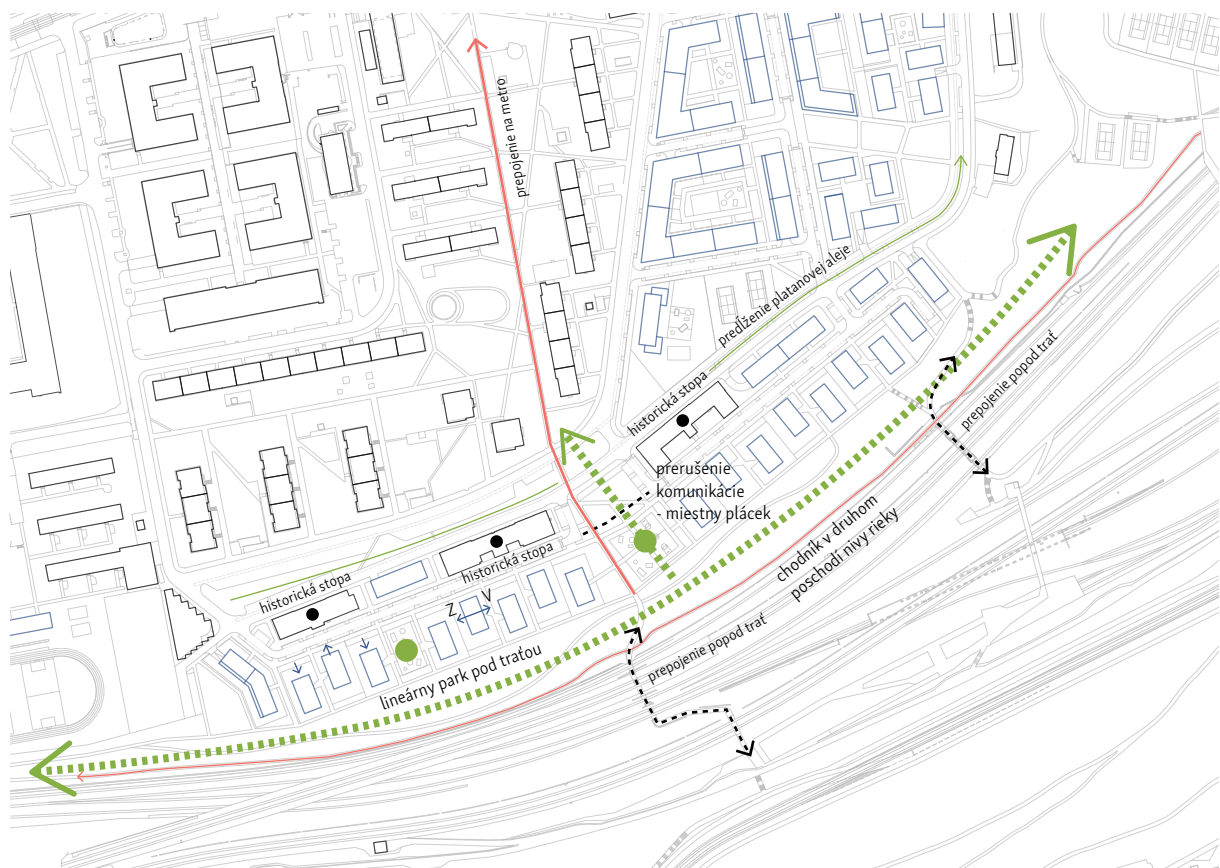 prepojenie na metro
predĺženie platanovej aleje
historická stopa
prerušenie
komunikácie
- miestny plácek
prepojenie popod trať
chodník v druhom
poschodí nivy rieky
historická stopa
historická stopa
Z
V
lineárny park pod traťou
prepojenie popod trať